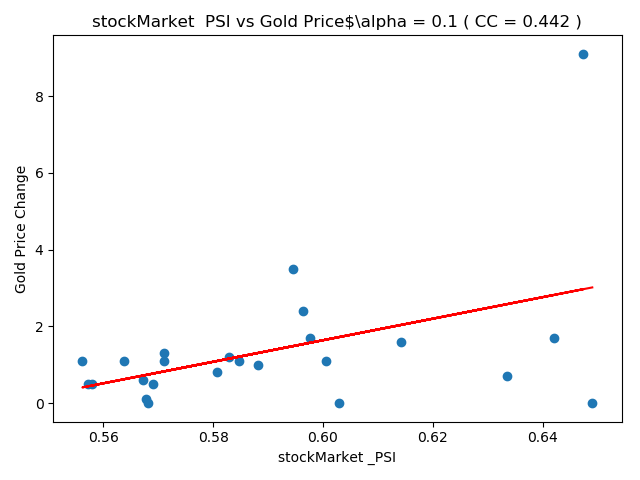 stockMarket  PSI vs Gold Price$\alpha = 0.1 ( CC = 0.442 )
Gold Price Change
8
6
4
2
0
0.56 0.58 0.60 0.62 0.64
stockMarket _PSI